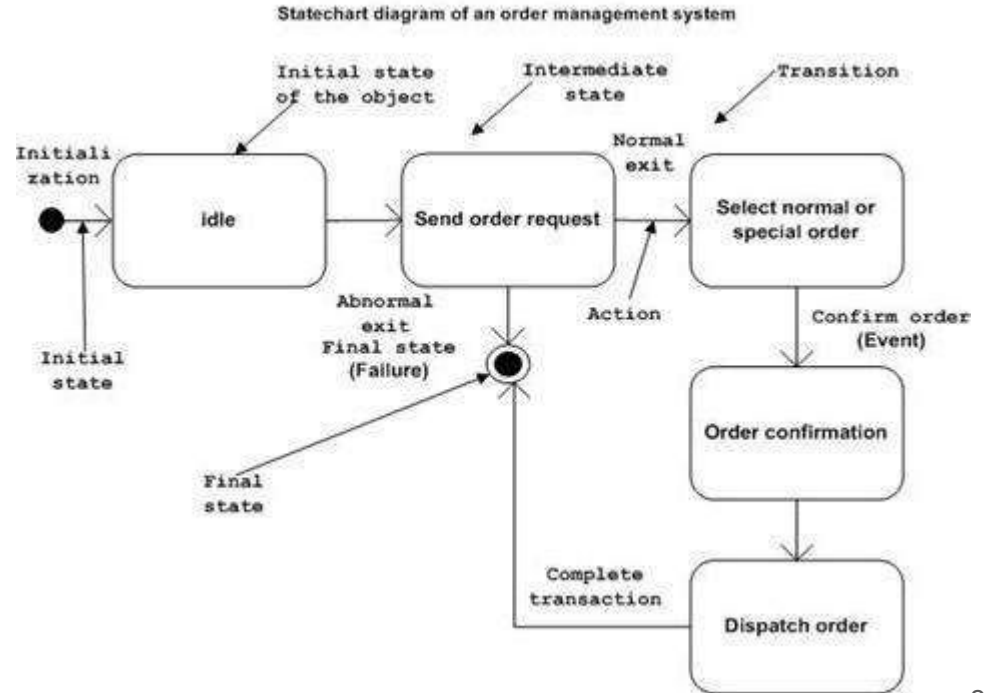 Statechart diagram of an order management system
Initial state
of the object
Intermediate
state
Transition
Initiali
zation
Normal
exit
idle
Send order request
Select normal or
special order
Abnormal
exit
Final state
(Failure)
Action
Confirm order
(Event)
Initial
state
Order confirmation
Final
state
Complete
transaction
Dispatch order